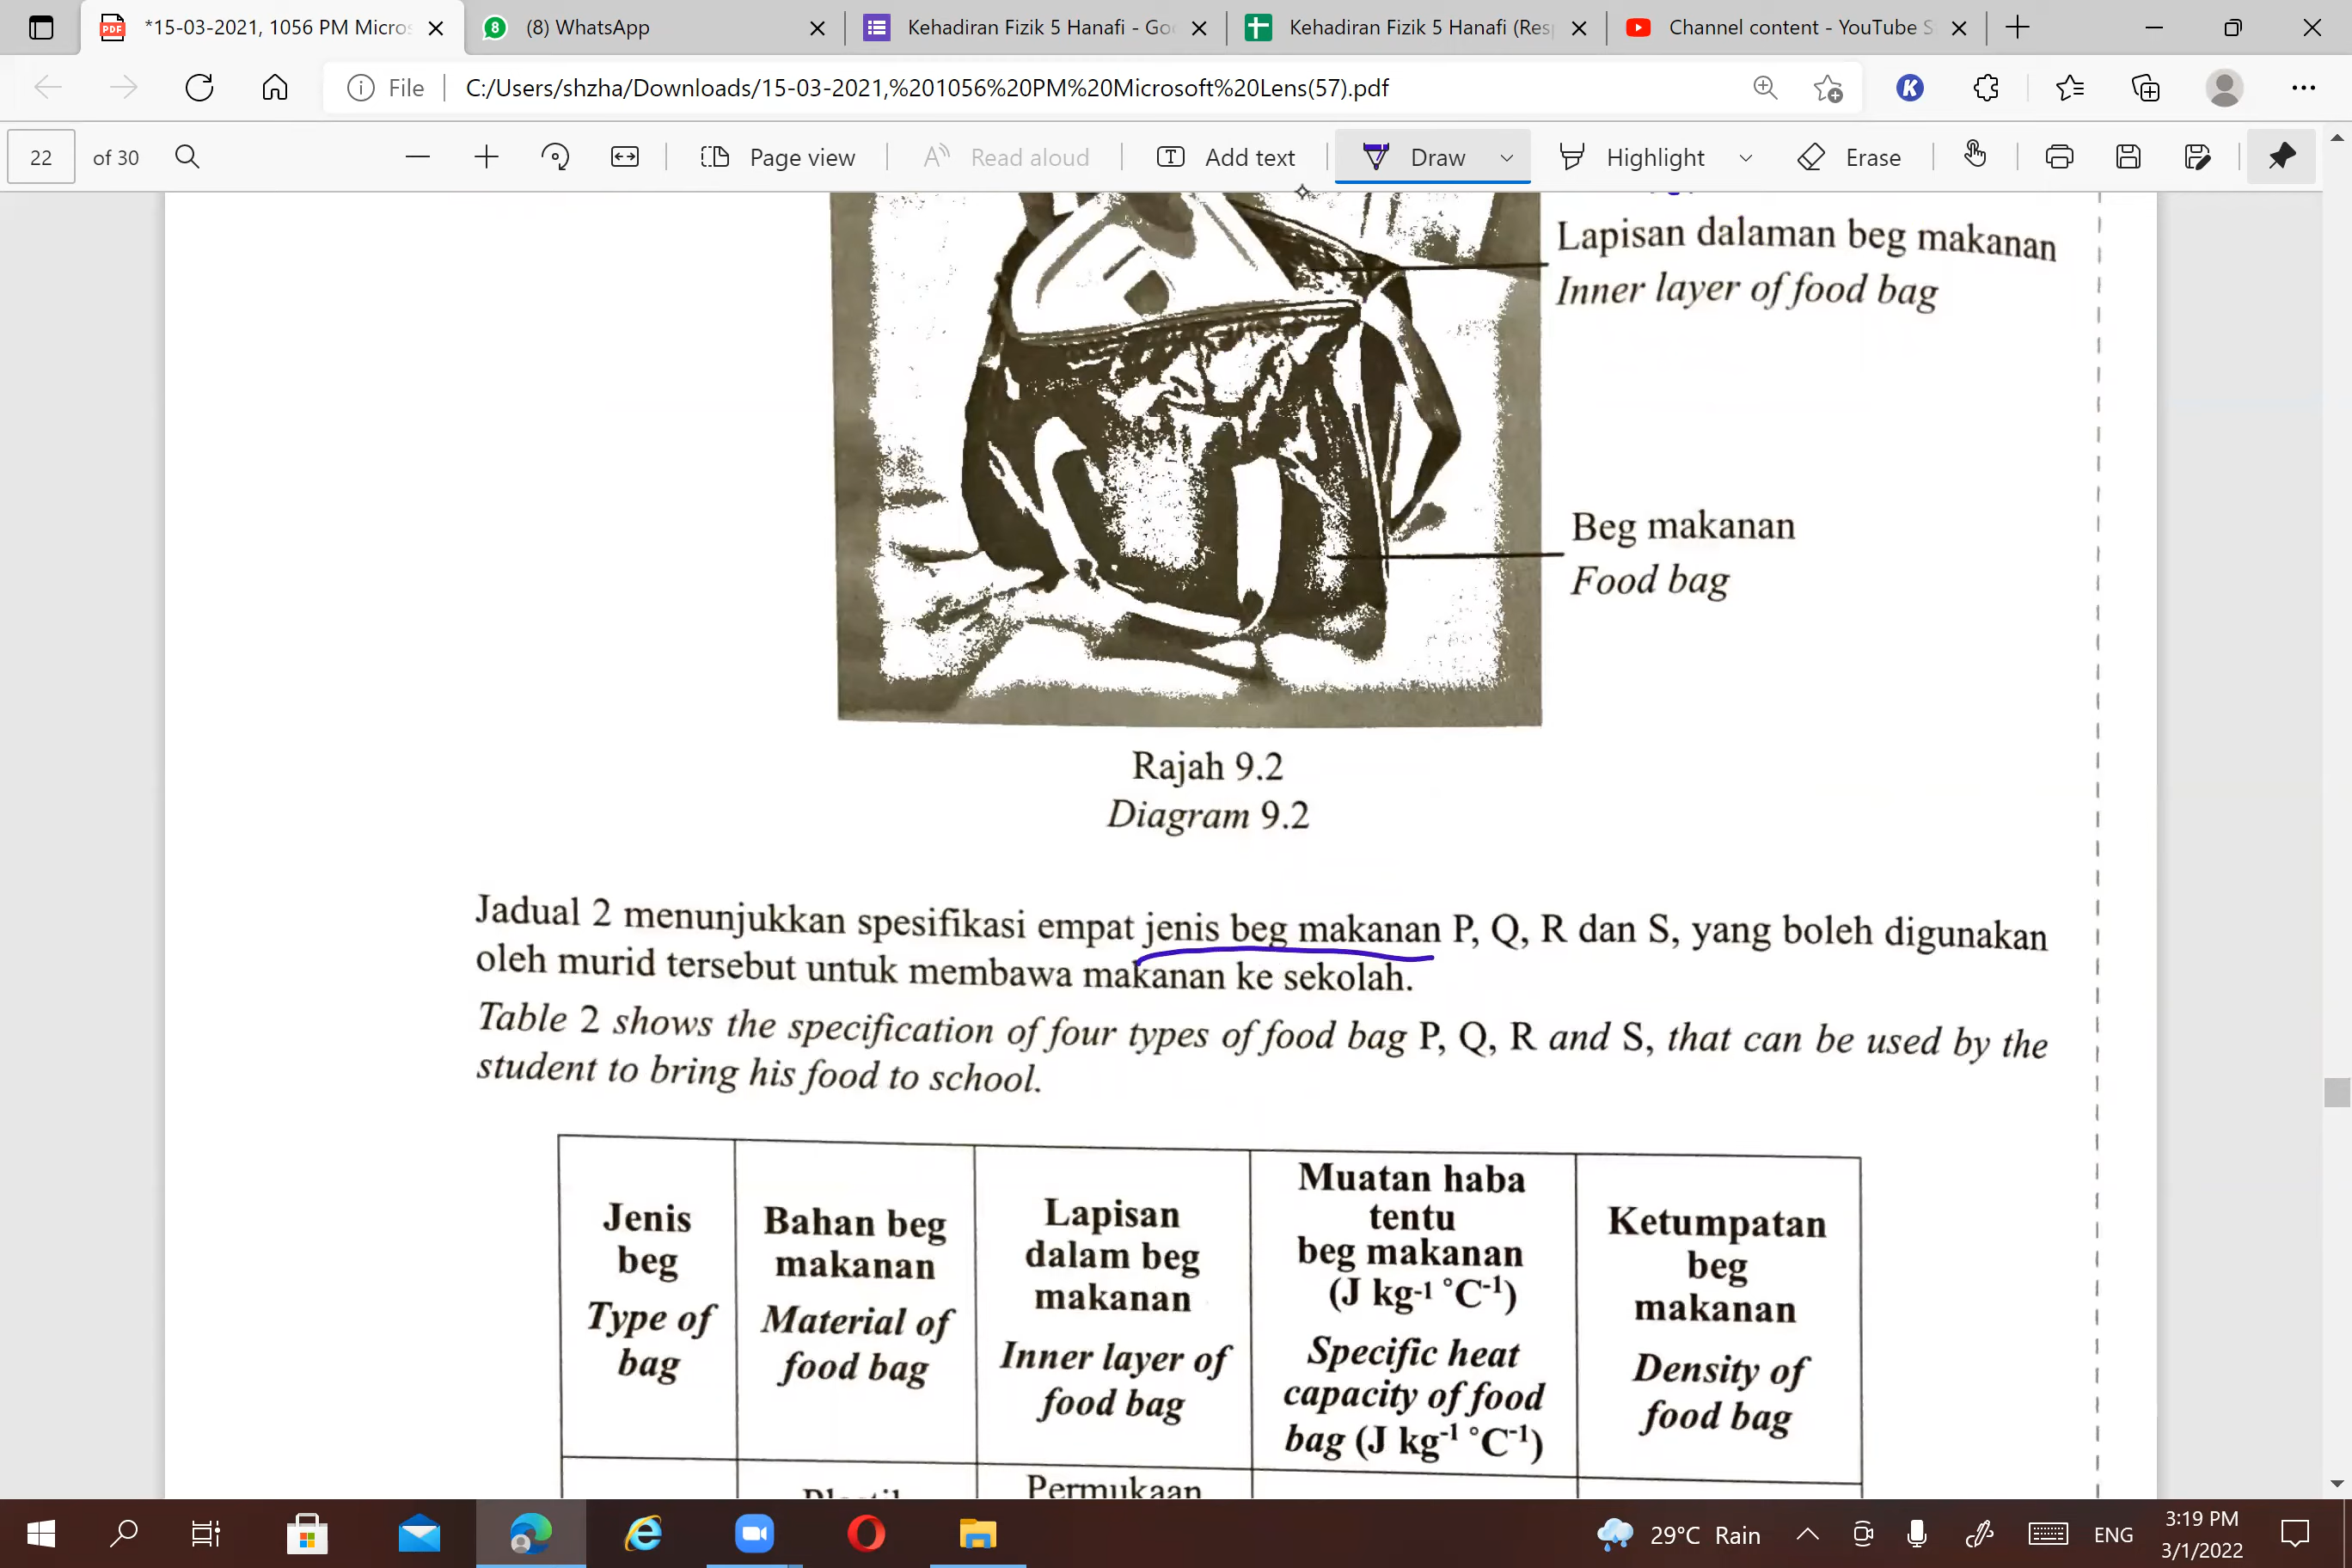 *15-03-2021, 1056 PM Micros
(8) WhatsApp
Kehadiran Fizik 5 Hanafi - Go
Kehadiran Fizik 5 Hanafi (Res
Channel content - YouTube S
File
C:/Users/shzha/Downloads/15-03-2021,%201056%20PM%20Microsoft%20Lens(57).pdf
22 of 30
Page view
Read aloud
Add text
Draw
Highlight
Erase
Lapisan dalaman beg makanan
Inner layer of food bag
Beg makanan
Food bag
Rajah 9.2
Diagram 9.2
Jadual 2 menunjukkan spesifikasi empat jenis beg makanan P, Q, R dan S, yang boleh digunakan
oleh murid tersebut untuk membawa makanan ke sekolah.
Table 2 shows the specification of four types of food bag P, Q, R and S, that can be used by the
student to bring his food to school.
Jenis
beg
Type of
bag
Bahan beg
makanan
Material of
food bag
Lapisan
dalam beg
makanan
Inner layer of
food bag
Muatan haba
tentu
beg makanan
(J kg-1 °C-1)
Specific heat
capacity of food
bag (J kg-1 °C-1)
Ketumpatan
beg
makanan
Density of
food bag
Permukaan
29°C Rain
ENG
3:19 PM
3/1/2022